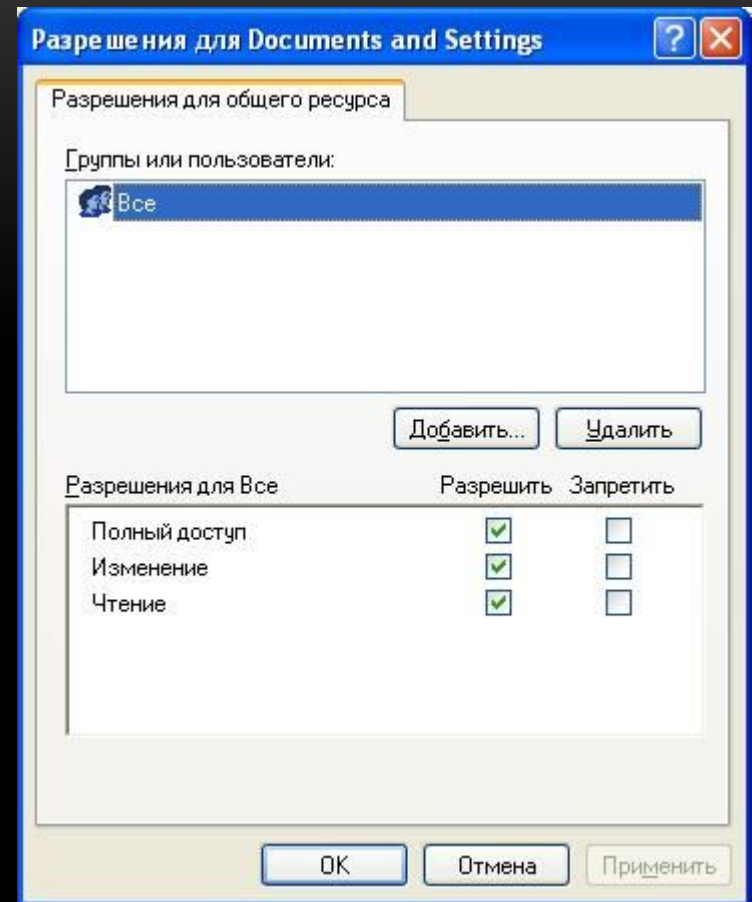 Разрешения для Documents and Settings
Разрешения для общего ресурса
Группы или пользователи:
Все
Добавить... Удалить
Разрешения для Все Разрешить Запретить
Полный доступ
Изменение
Чтение
OK Отмена Применить